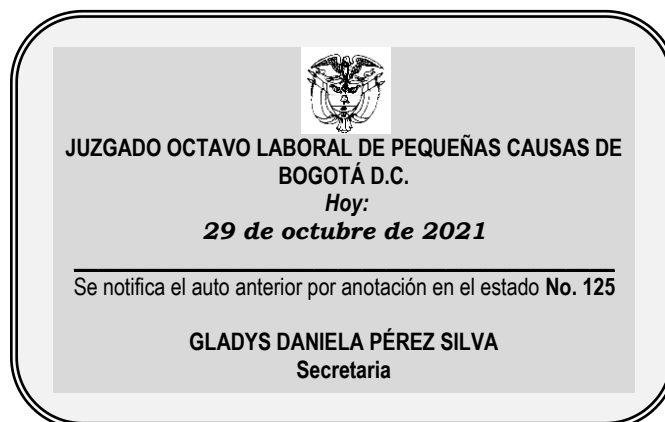 JUZGADO OCTAVO LABORAL DE PEQUEÑAS CAUSAS DE
BOGOTÁ D.C.
Hoy:
29 de octubre de 2021
Se notifica el auto anterior por anotación en el estado No. 125
GLADYS DANIELA PÉREZ SILVA
Secretaria